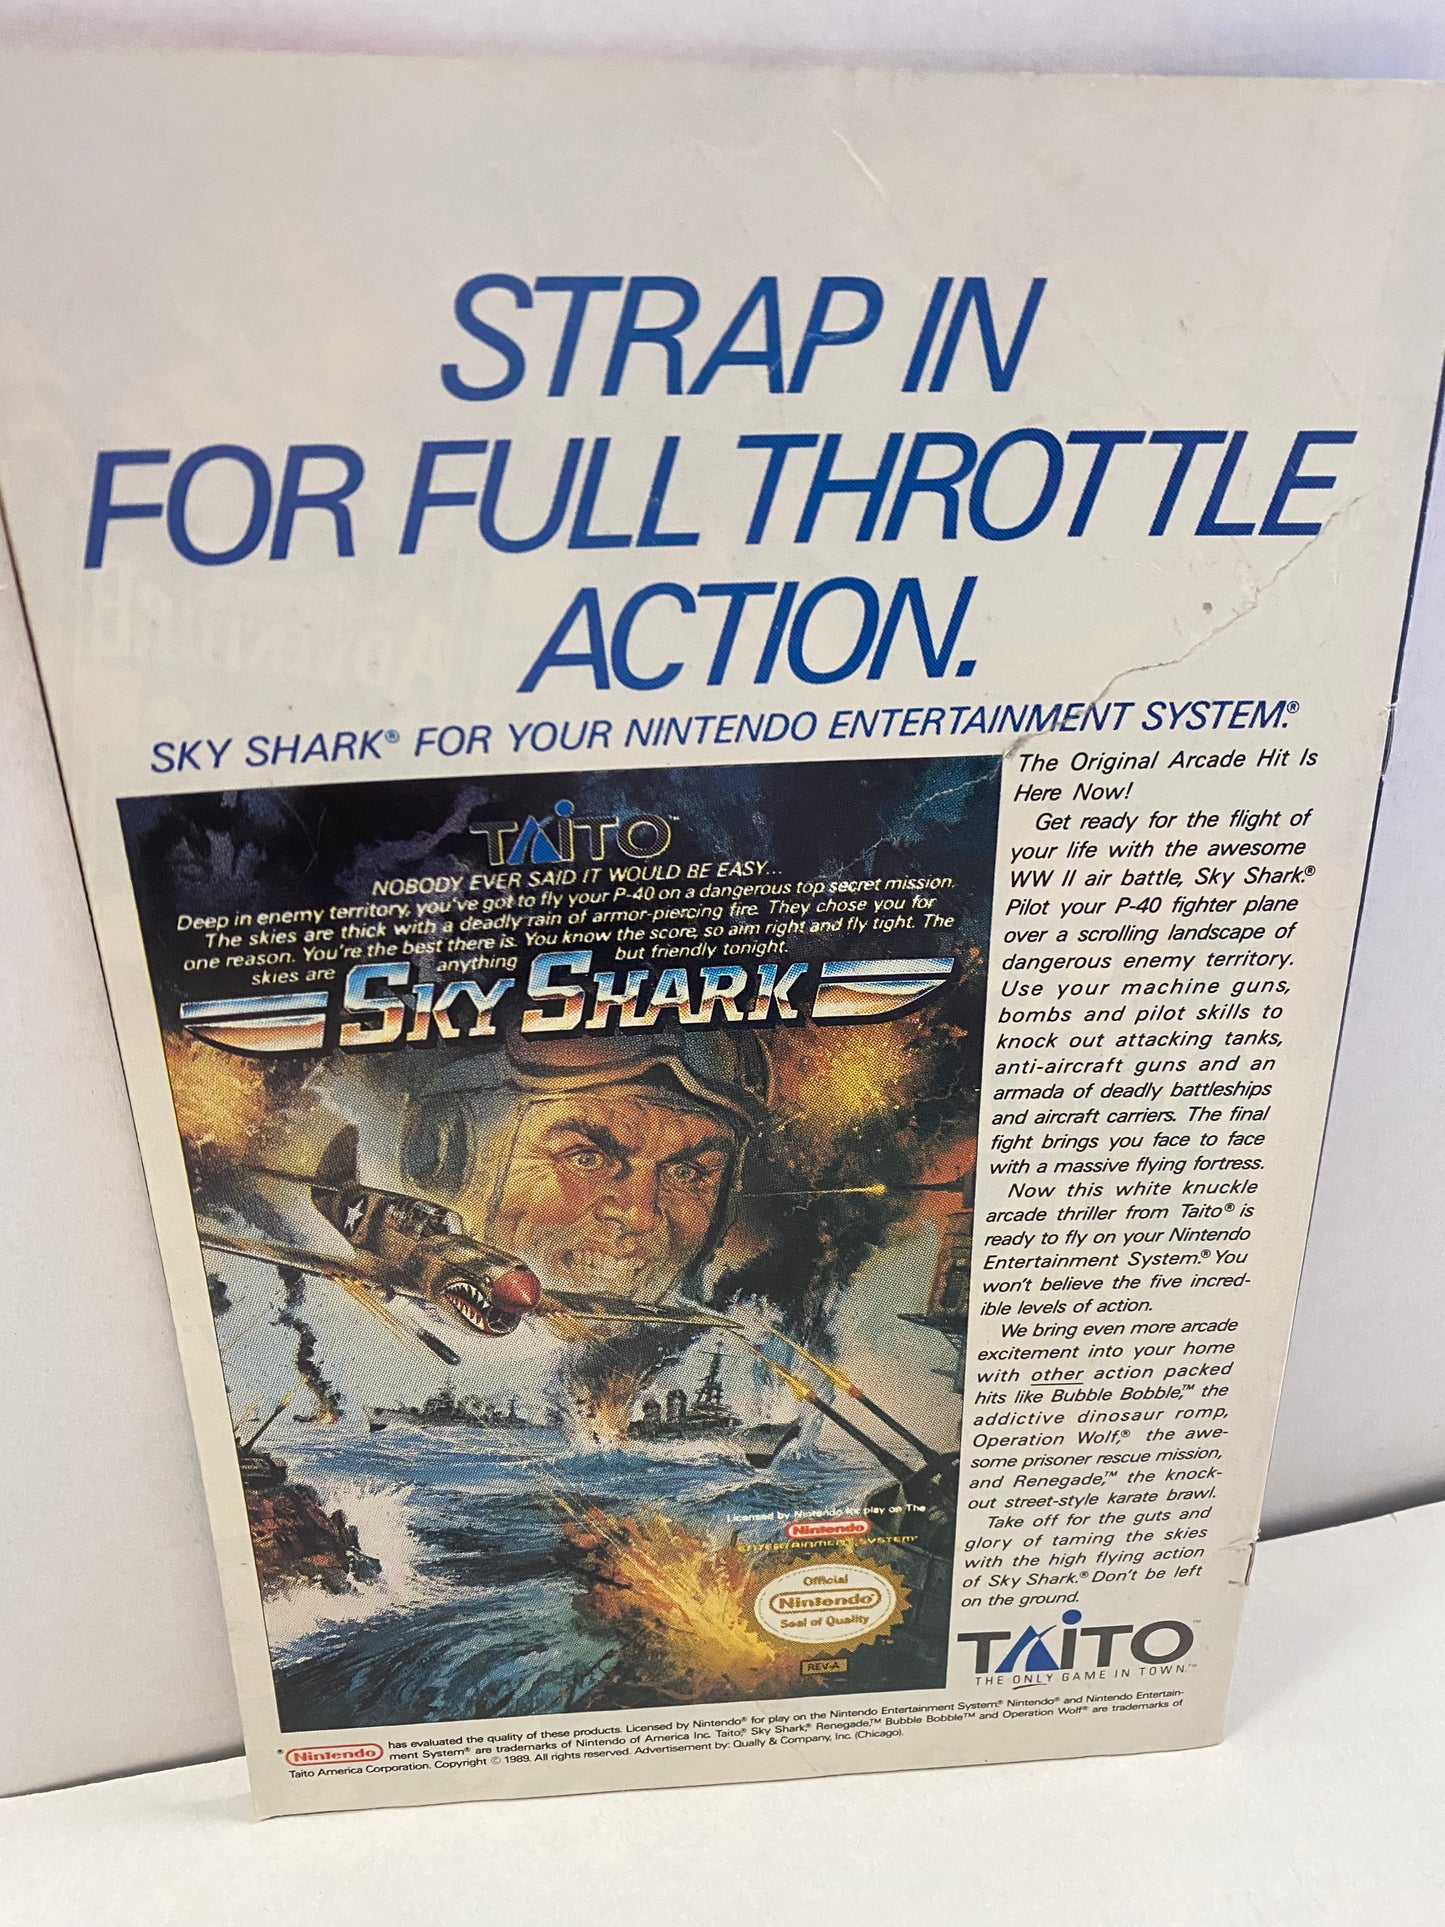 STRAP IN
FOR FULL THROTTLE
ACTION.
SKY SHARK® FOR YOUR NINTENDO ENTERTAINMENT SYSTEM.®
TAITO™
NOBODY EVER SAID IT WOULD BE EASY...
Deep in enemy territory, you've got to fly your P-40 on a dangerous top secret mission.
The skies are thick with a deadly rain of armor-piercing fire. They chose you for
one reason. You're the best there is. You know the score, so aim right and fly tight. The
skies are anything but friendly tonight.
SKY SHARK
Licensed by Nintendo for play on The
Nintendo
ENTERTAINMENT SYSTEM®
Official
Nintendo®
Seal of Quality
REV-A
The Original Arcade Hit Is
Here Now!
Get ready for the flight of
your life with the awesome
WW II air battle, Sky Shark.®
Pilot your P-40 fighter plane
over a scrolling landscape of
dangerous enemy territory.
Use your machine guns,
bombs and pilot skills to
knock out attacking tanks,
anti-aircraft guns and an
armada of deadly battleships
and aircraft carriers. The final
fight brings you face to face
with a massive flying fortress.
Now this white knuckle
arcade thriller from Taito® is
ready to fly on your Nintendo
Entertainment System.® You
won't believe the five incred-
ible levels of action.
We bring even more arcade
excitement into your home
with other action packed
hits like Bubble Bobble,™ the
addictive dinosaur romp,
Operation Wolf,® the awe-
some prisoner rescue mission,
and Renegade,™ the knock-
out street-style karate brawl.
Take off for the guts and
glory of taming the skies
with the high flying action
of Sky Shark.® Don't be left
on the ground.
TAITO™
THE ONLY GAME IN TOWN.™
® Nintendo has evaluated the quality of these products. Licensed by Nintendo® for play on the Nintendo Entertainment System.® Nintendo® and Nintendo Entertain-
ment System® are trademarks of Nintendo of America Inc. Taito,® Sky Shark,® Renegade,™ Bubble Bobble™ and Operation Wolf® are trademarks of
Taito America Corporation. Copyright © 1989. All rights reserved. Advertisement by: Qually & Company, Inc. (Chicago).